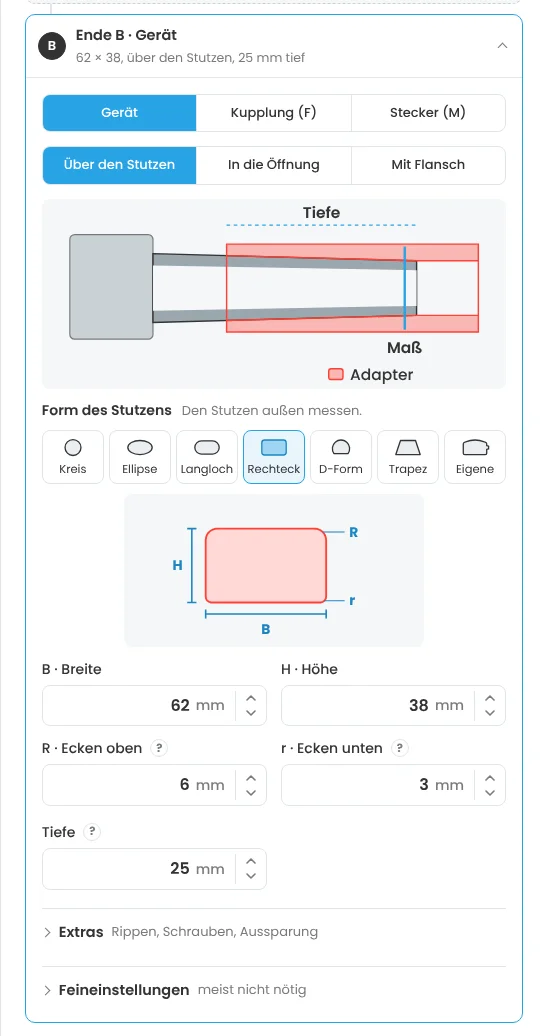 B
Ende B · Gerät
62 × 38, über den Stutzen, 25 mm tief
Gerät Kupplung (F) Stecker (M)
Über den Stutzen In die Öffnung Mit Flansch
Tiefe
Maß
Adapter
Form des Stutzens Den Stutzen außen messen.
Kreis Ellipse Langloch Rechteck D-Form Trapez Eigene
R
H
r
B
B · Breite H · Höhe
62 mm 38 mm
R · Ecken oben ? r · Ecken unten ?
6 mm 3 mm
Tiefe ?
25 mm
Extras Rippen, Schrauben, Aussparung
Feineinstellungen meist nicht nötig